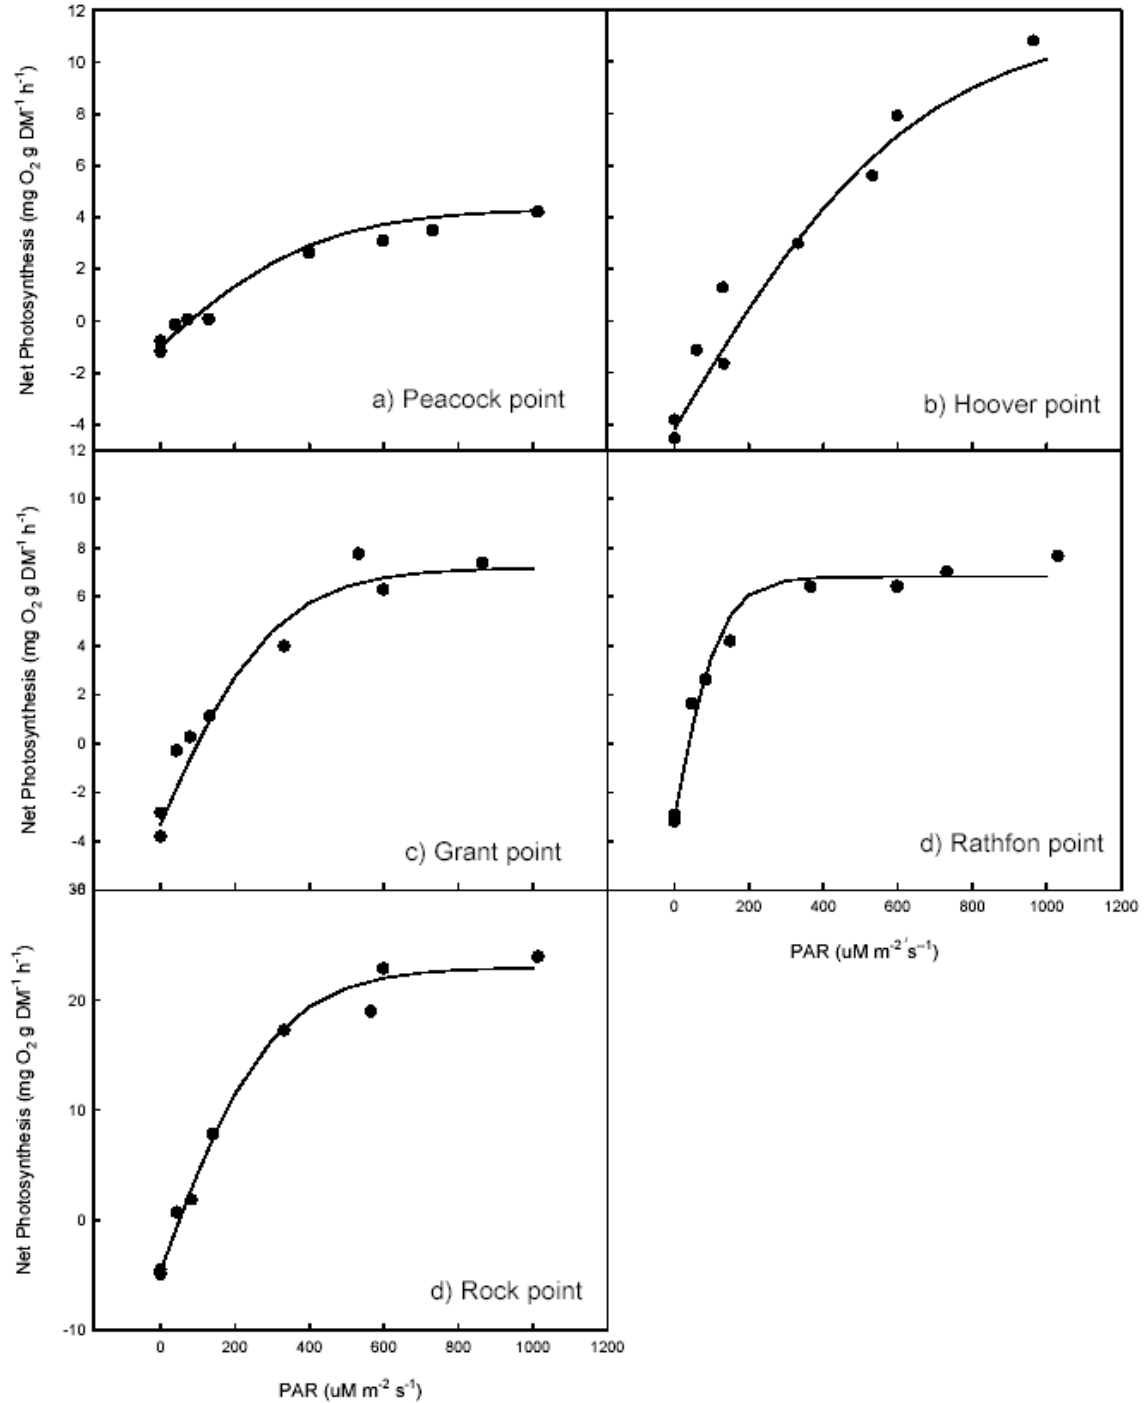 12
10
8
6
4
2
0
-2
-4
Net Photosynthesis (mg O2 g DM-1 h-1)
a) Peacock point
b) Hoover point
12
10
8
6
4
2
0
-2
-4
Net Photosynthesis (mg O2 g DM-1 h-1)
c) Grant point
d) Rathfon point
0 200 400 600 800 1000 1200
PAR (uM m-2 s-1)
20
10
0
-10
Net Photosynthesis (mg O2 g DM-1 h-1)
d) Rock point
0 200 400 600 800 1000 1200
PAR (uM m-2 s-1)